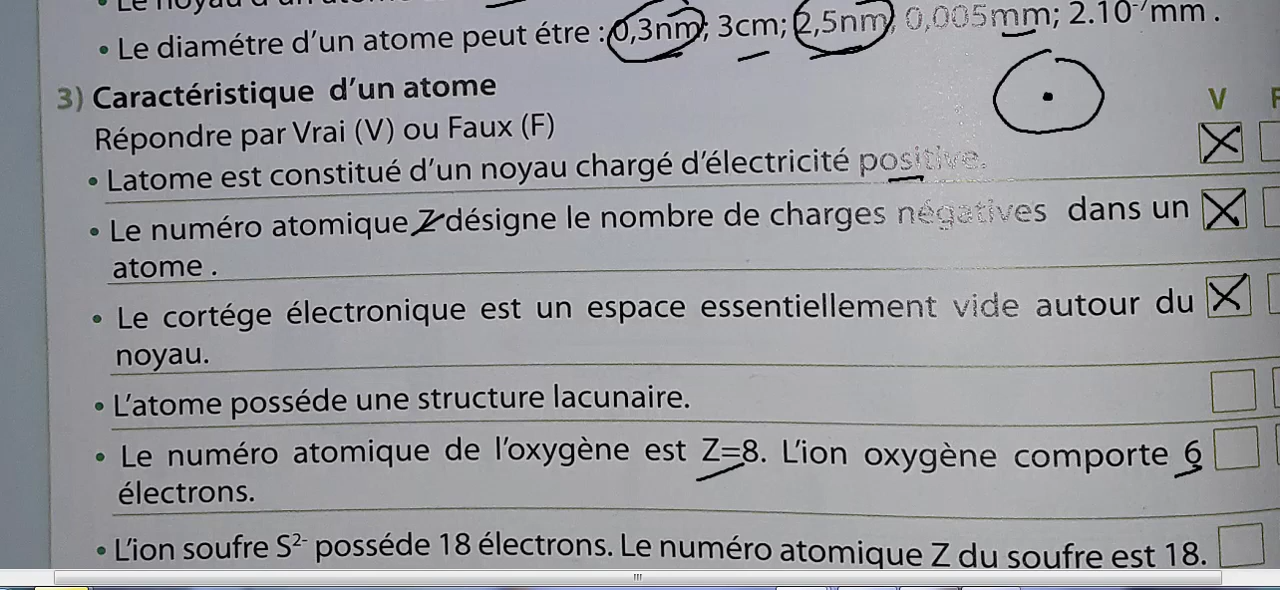 • Le diamétre d'un atome peut étre : 0,3nm; 3cm; 2,5nm, 0,005mm; 2.10⁻⁷mm .
3) Caractéristique d'un atome
Répondre par Vrai (V) ou Faux (F)
V F
• Latome est constitué d'un noyau chargé d'électricité positive.
• Le numéro atomique Z désigne le nombre de charges négatives dans un
atome .
• Le cortége électronique est un espace essentiellement vide autour du
noyau.
• L'atome posséde une structure lacunaire.
• Le numéro atomique de l'oxygène est Z=8. L'ion oxygène comporte 6
électrons.
• L'ion soufre S²⁻ posséde 18 électrons. Le numéro atomique Z du soufre est 18.